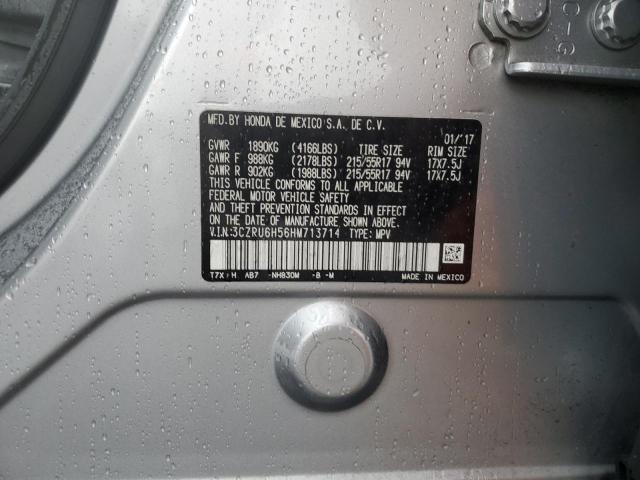 C-G
MFD.BY HONDA DE MEXICO S.A. DE C.V.
01/'17
GVWR 1890KG (4166LBS) TIRE SIZE RIM SIZE
GAWR F 988KG (2178LBS) 215/55R17 94V 17X7.5J
GAWR R 902KG (1988LBS) 215/55R17 94V 17X7.5J
THIS VEHICLE CONFORMS TO ALL APPLICABLE
FEDERAL MOTOR VEHICLE SAFETY
AND THEFT PREVENTION STANDARDS IN EFFECT ON
THE DATE OF MANUFACTURE SHOWN ABOVE.
V.I.N:3CZRU6H56HM713714 TYPE: MPV
T7X:H AB7 -NH830M -B -M MADE IN MEXICO